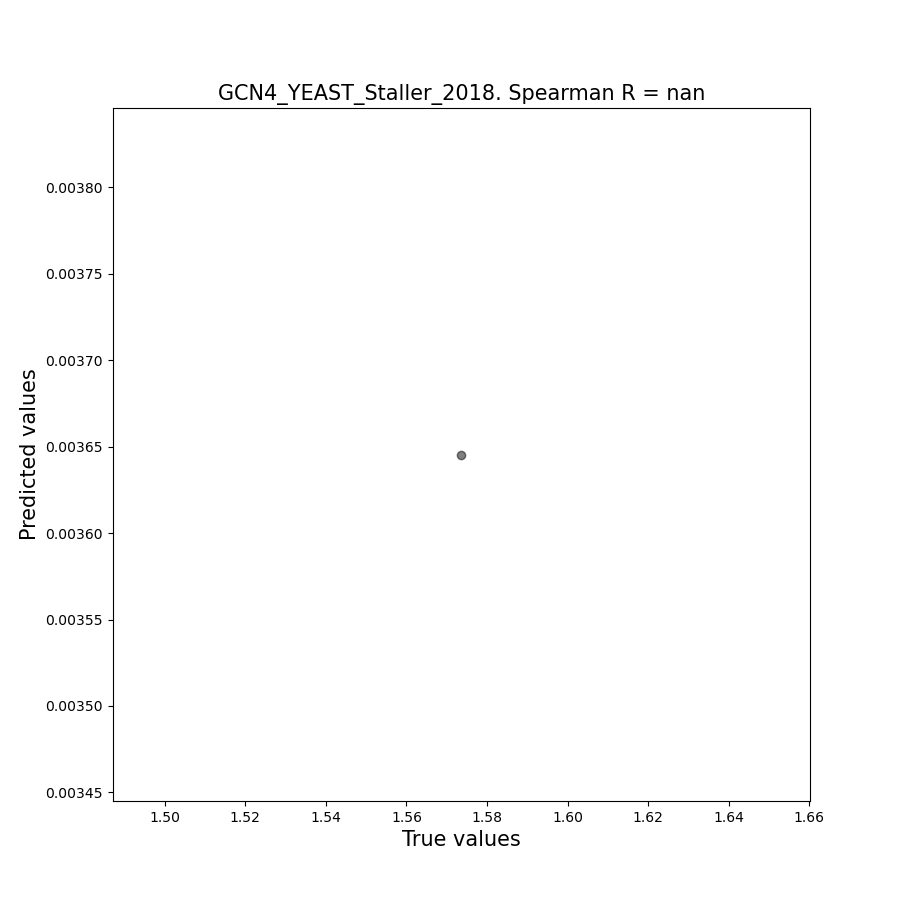 GCN4_YEAST_Staller_2018. Spearman R = nan
Predicted values
0.00380
0.00375
0.00370
0.00365
0.00360
0.00355
0.00350
0.00345
1.50 1.52 1.54 1.56 1.58 1.60 1.62 1.64 1.66
True values